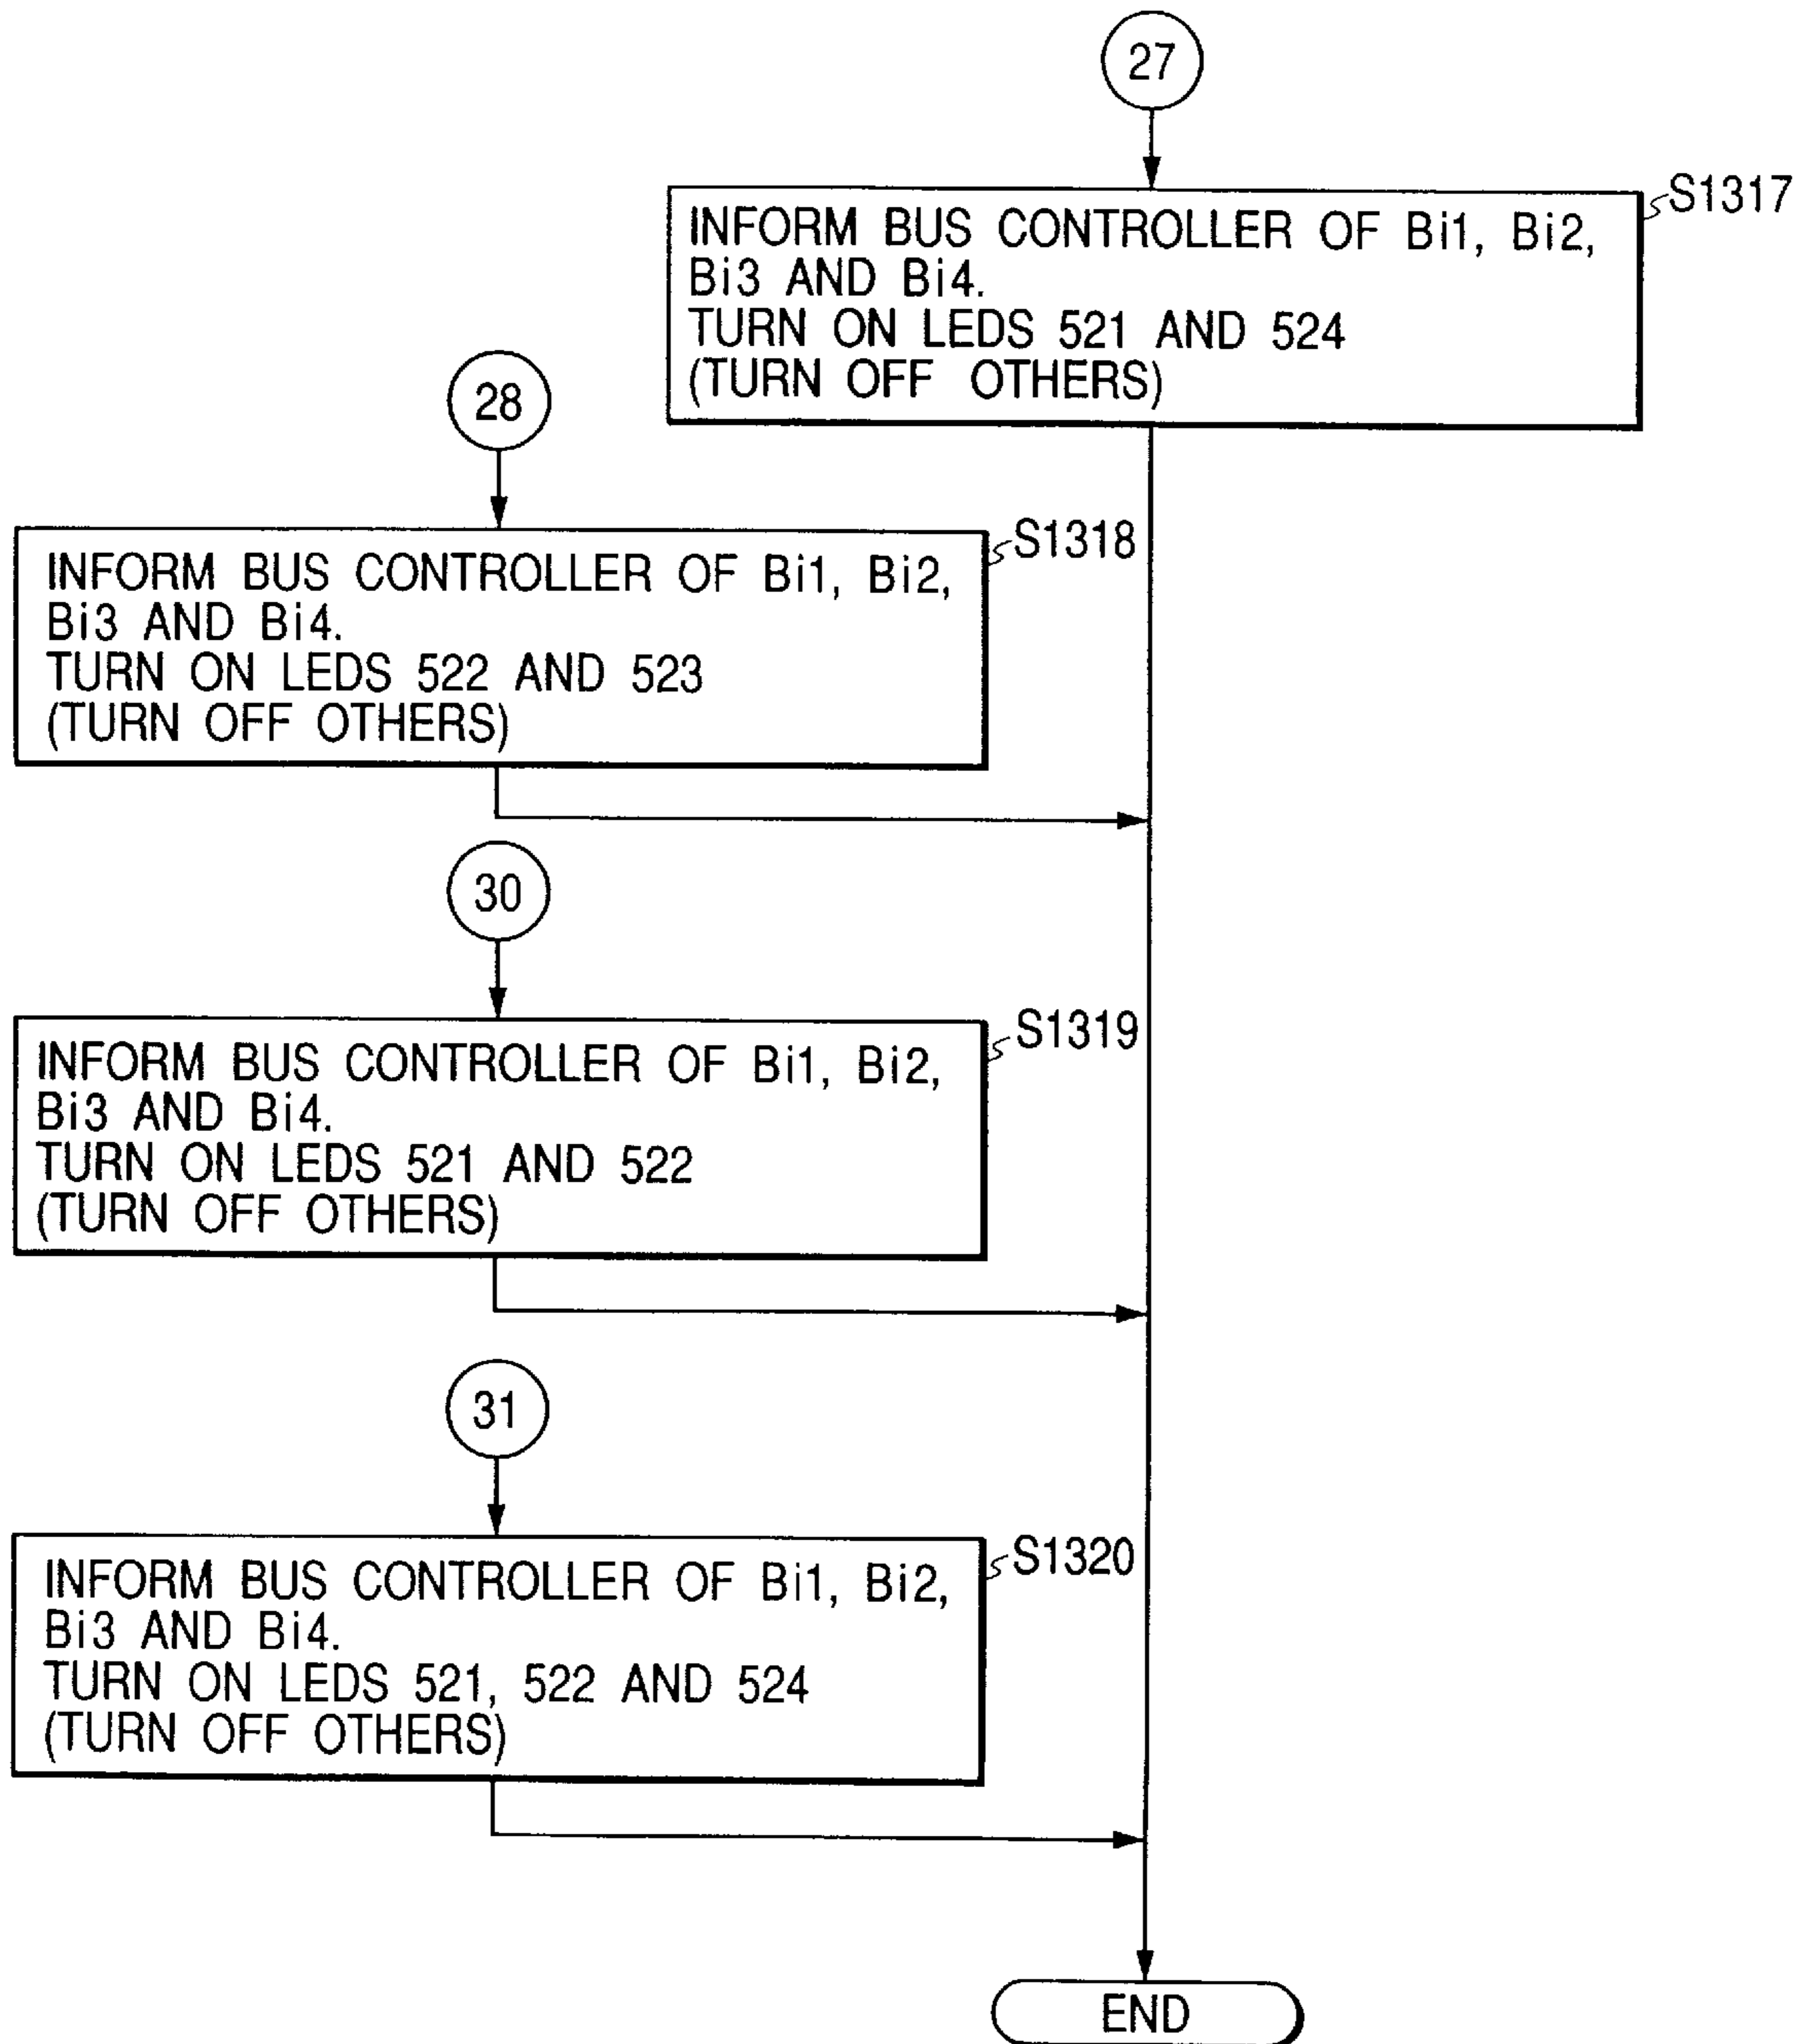 27
S1317
INFORM BUS CONTROLLER OF Bi1, Bi2,
Bi3 AND Bi4.
TURN ON LEDS 521 AND 524
(TURN OFF OTHERS)
28
S1318
INFORM BUS CONTROLLER OF Bi1, Bi2,
Bi3 AND Bi4.
TURN ON LEDS 522 AND 523
(TURN OFF OTHERS)
30
S1319
INFORM BUS CONTROLLER OF Bi1, Bi2,
Bi3 AND Bi4.
TURN ON LEDS 521 AND 522
(TURN OFF OTHERS)
31
S1320
INFORM BUS CONTROLLER OF Bi1, Bi2,
Bi3 AND Bi4.
TURN ON LEDS 521, 522 AND 524
(TURN OFF OTHERS)
END